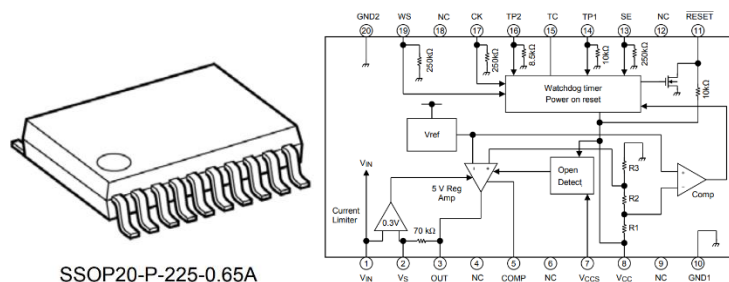 GND2 WS NC CK TP2 TC TP1 SE NC RESET
20 19 18 17 16 15 14 13 12 11
250kΩ 250kΩ 8.5kΩ 10kΩ 250kΩ 10kΩ
Watchdog timer
Power on reset
Vref
VIN
5 V Reg
Amp
Open
Detect
R3
R2
R1
+
−
Comp
Current
Limiter
0.3V
70 kΩ
1 2 3 4 5 6 7 8 9 10
VIN VS OUT NC COMP NC VCCS VCC NC GND1
SSOP20-P-225-0.65A